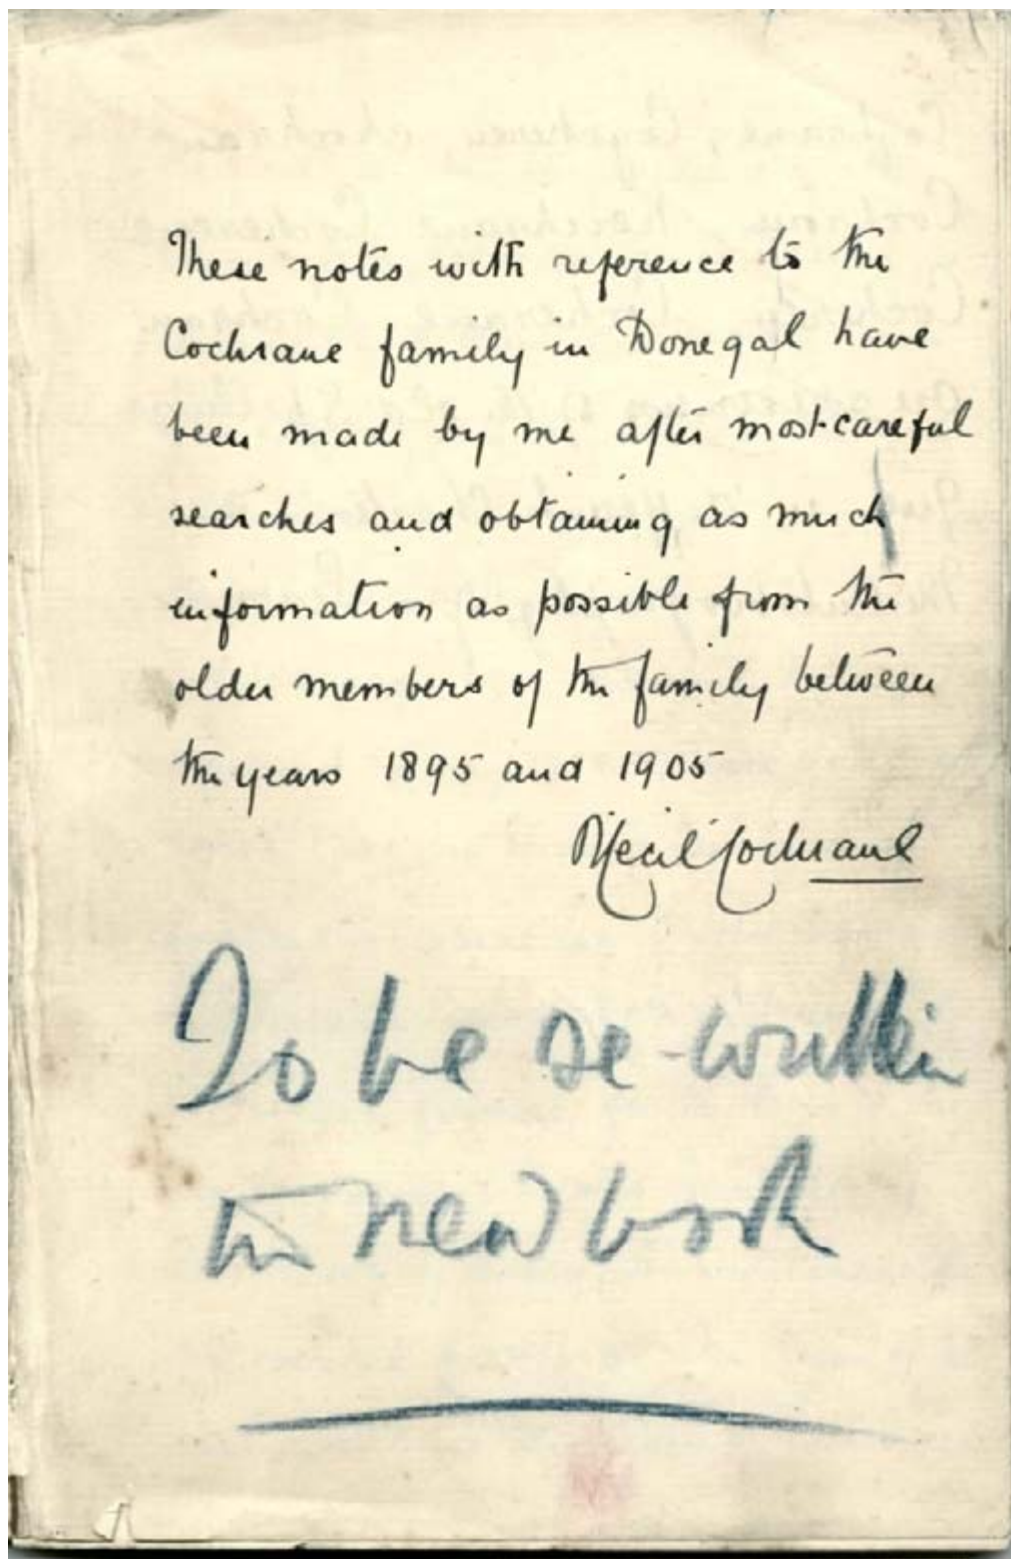 These notes with reference to the
Cochrane family in Donegal have
been made by me after most careful
searches and obtaining as much
information as possible from the
older members of the family between
the years 1895 and 1905
Cecil Cochrane
To be re-written
in new book